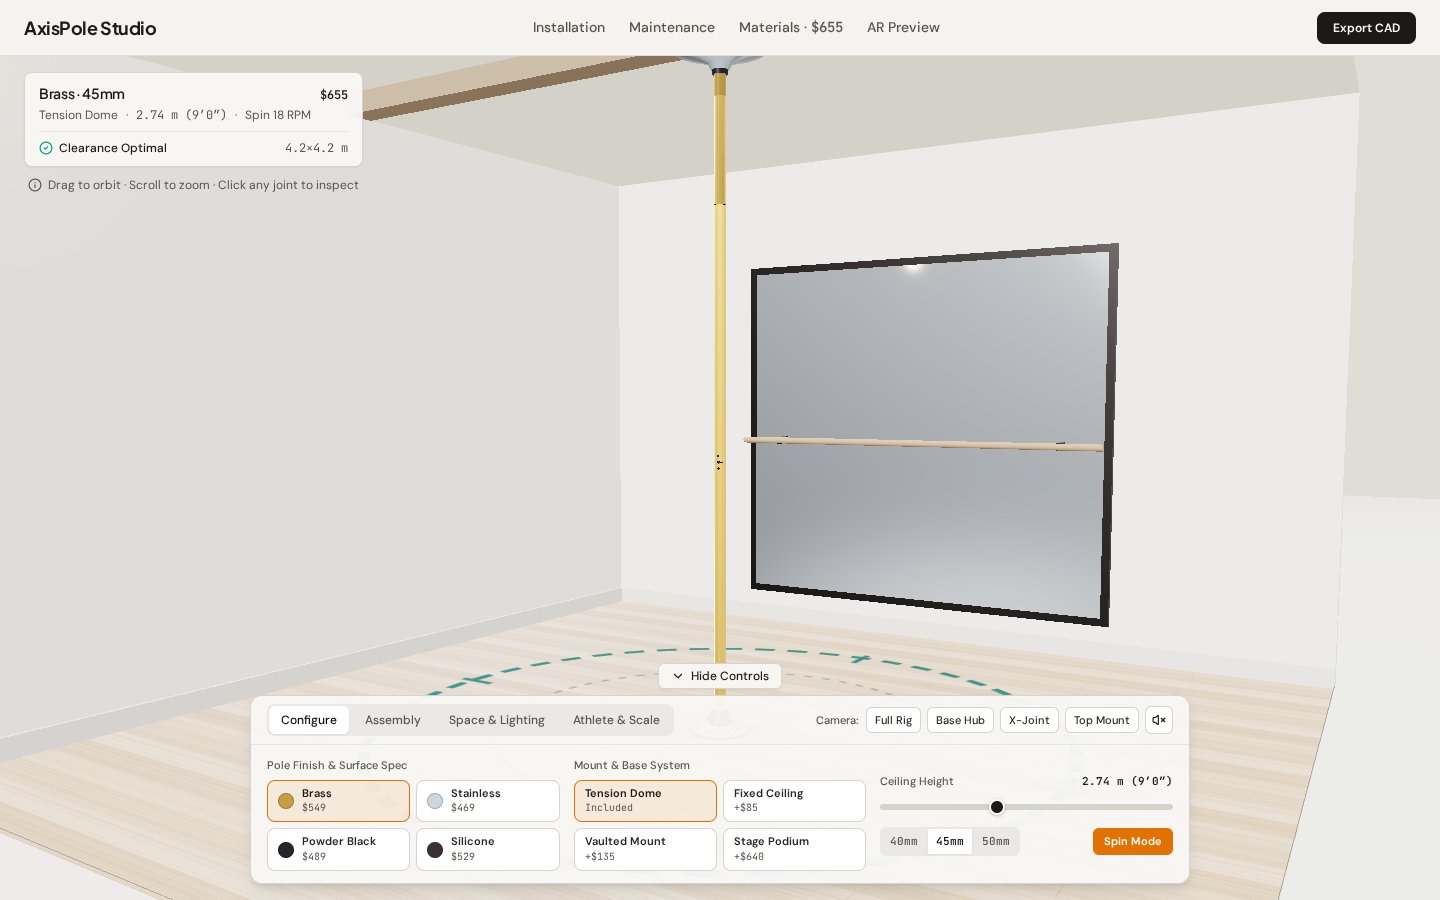 AxisPole Studio
Installation
Maintenance
Materials · $655
AR Preview
Export CAD
Brass · 45mm
$655
Tension Dome · 2.74 m (9′0″) · Spin 18 RPM
Clearance Optimal
4.2×4.2 m
Drag to orbit · Scroll to zoom · Click any joint to inspect
Hide Controls
Configure
Assembly
Space & Lighting
Athlete & Scale
Camera:
Full Rig
Base Hub
X-Joint
Top Mount
Pole Finish & Surface Spec
Brass
$549
Stainless
$469
Powder Black
$489
Silicone
$529
Mount & Base System
Tension Dome
Included
Fixed Ceiling
+$85
Vaulted Mount
+$135
Stage Podium
+$640
Ceiling Height
2.74 m (9′0″)
40mm
45mm
50mm
Spin Mode